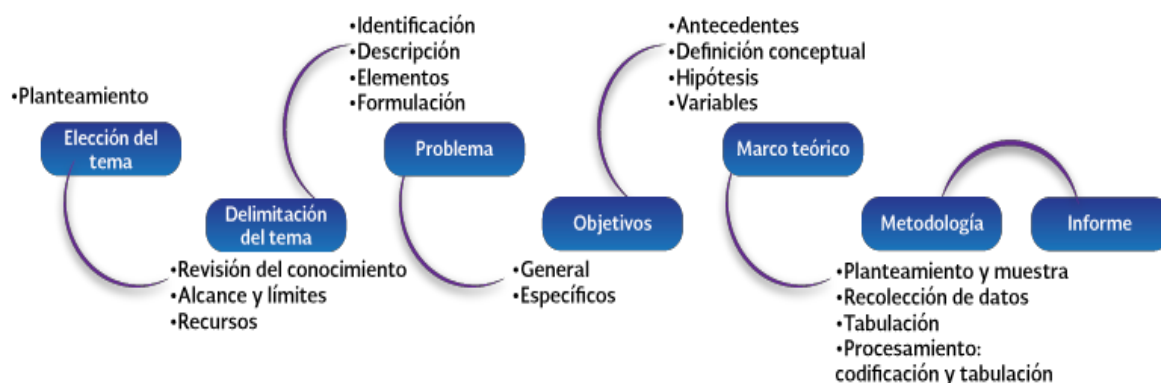 •Planteamiento
Elección del
tema
Delimitación
del tema
•Revisión del conocimiento
•Alcance y límites
•Recursos
•Identificación
•Descripción
•Elementos
•Formulación
Problema
Objetivos
•General
•Específicos
•Antecedentes
•Definición conceptual
•Hipótesis
•Variables
Marco teórico
Metodología
•Planteamiento y muestra
•Recolección de datos
•Tabulación
•Procesamiento:
codificación y tabulación
Informe